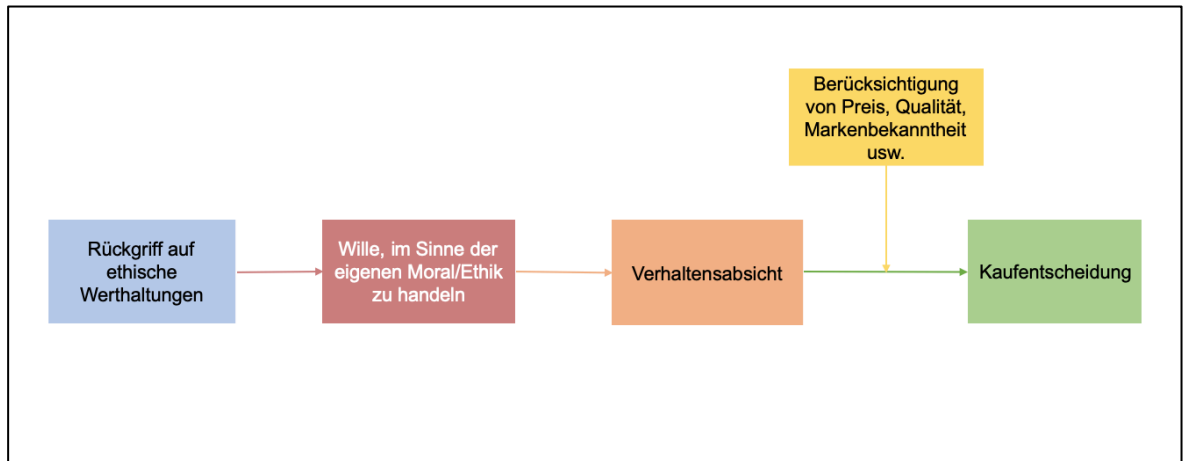 Berücksichtigung
von Preis, Qualität,
Markenbekanntheit
usw.
Rückgriff auf
ethische
Werthaltungen
Wille, im Sinne der
eigenen Moral/Ethik
zu handeln
Verhaltensabsicht
Kaufentscheidung